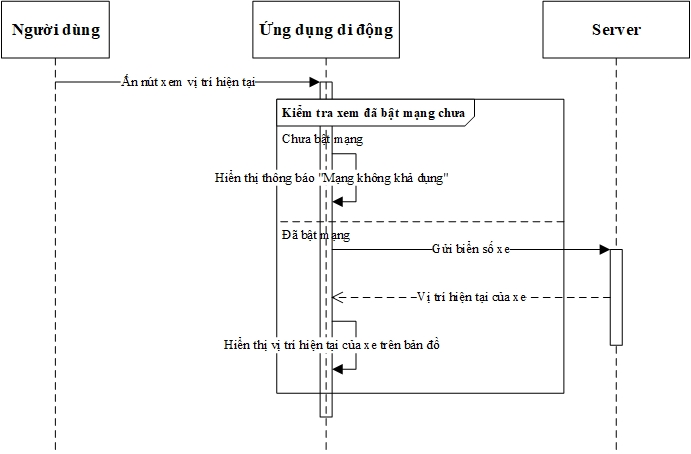 Người dùng
Ứng dụng di động
Server
Ấn nút xem vị trí hiện tại
Kiểm tra xem đã bật mạng chưa
Chưa bật mạng
Hiển thị thông báo "Mạng không khả dụng"
Đã bật mạng
Gửi biển số xe
Vị trí hiện tại của xe
Hiển thị vị trí hiện tại của xe trên bản đồ